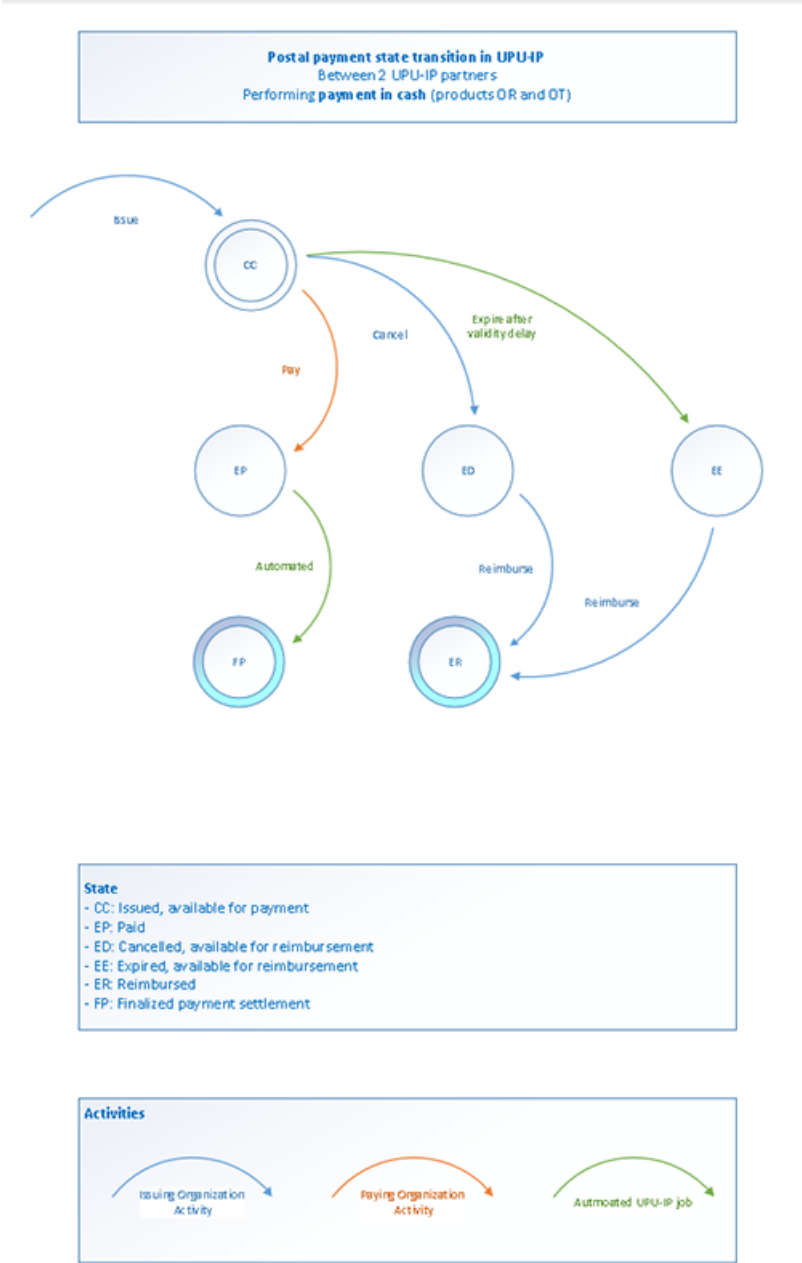 Postal payment state transition in UPU-IP
Between 2 UPU-IP partners
Performing payment in cash (products OR and OT)
Issue
CC
Expire after
validity delay
Cancel
Pay
EP
ED
EE
Automated
Reimburse
Reimburse
FP
ER
State
- CC: Issued, available for payment
- EP: Paid
- ED: Cancelled, available for reimbursement
- EE: Expired, available for reimbursement
- ER: Reimbursed
- FP: Finalized payment settlement
Activities
Issuing Organization
Activity
Paying Organization
Activity
Autmoated UPU-IP job